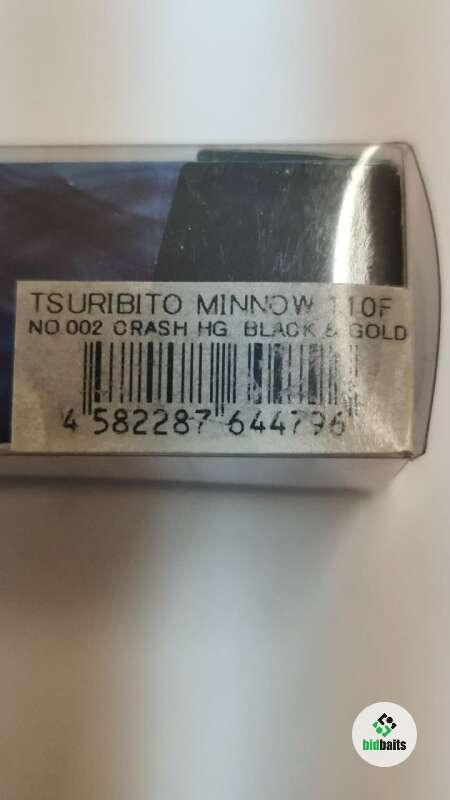 TSURIBITO MINNOW 110F
NO.002 CRASH HG. BLACK & GOLD
4 582287 644796
bidbaits